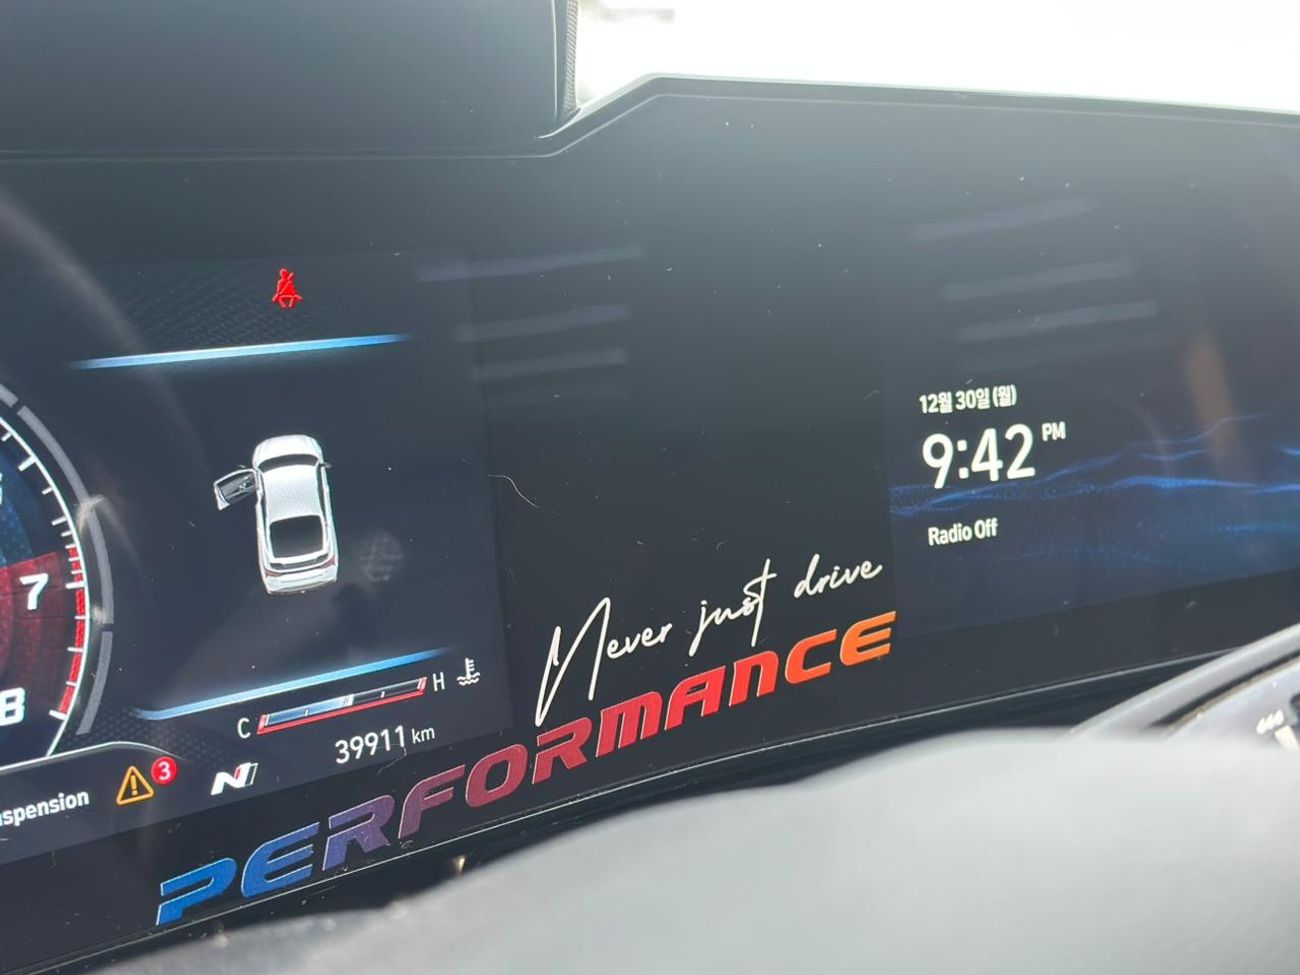 7
8
C
H
39911 km
3
N
spension
Never just drive
PERFORMANCE
12월 30일 (월)
9:42 PM
Radio Off